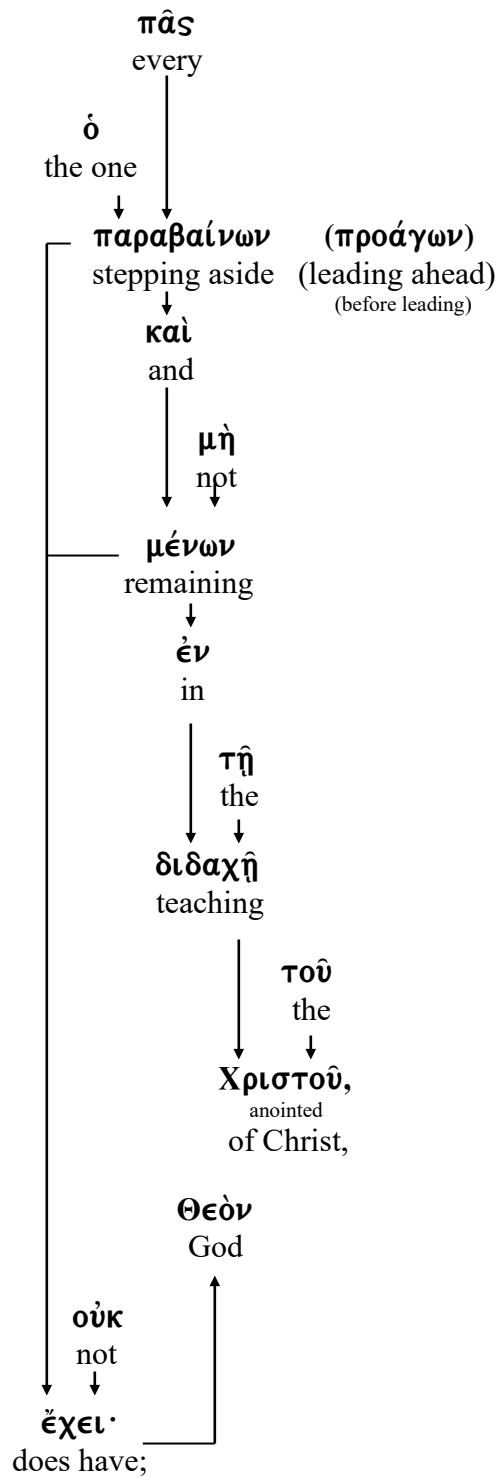 πᾶς
every
ὁ
the one
παραβαίνων (προάγων)
stepping aside (leading ahead)
(before leading)
καὶ
and
μὴ
not
μένων
remaining
ἐν
in
τῇ
the
διδαχῇ
teaching
τοῦ
the
Χριστοῦ,
anointed
of Christ,
Θεὸν
God
οὐκ
not
ἔχει·
does have;